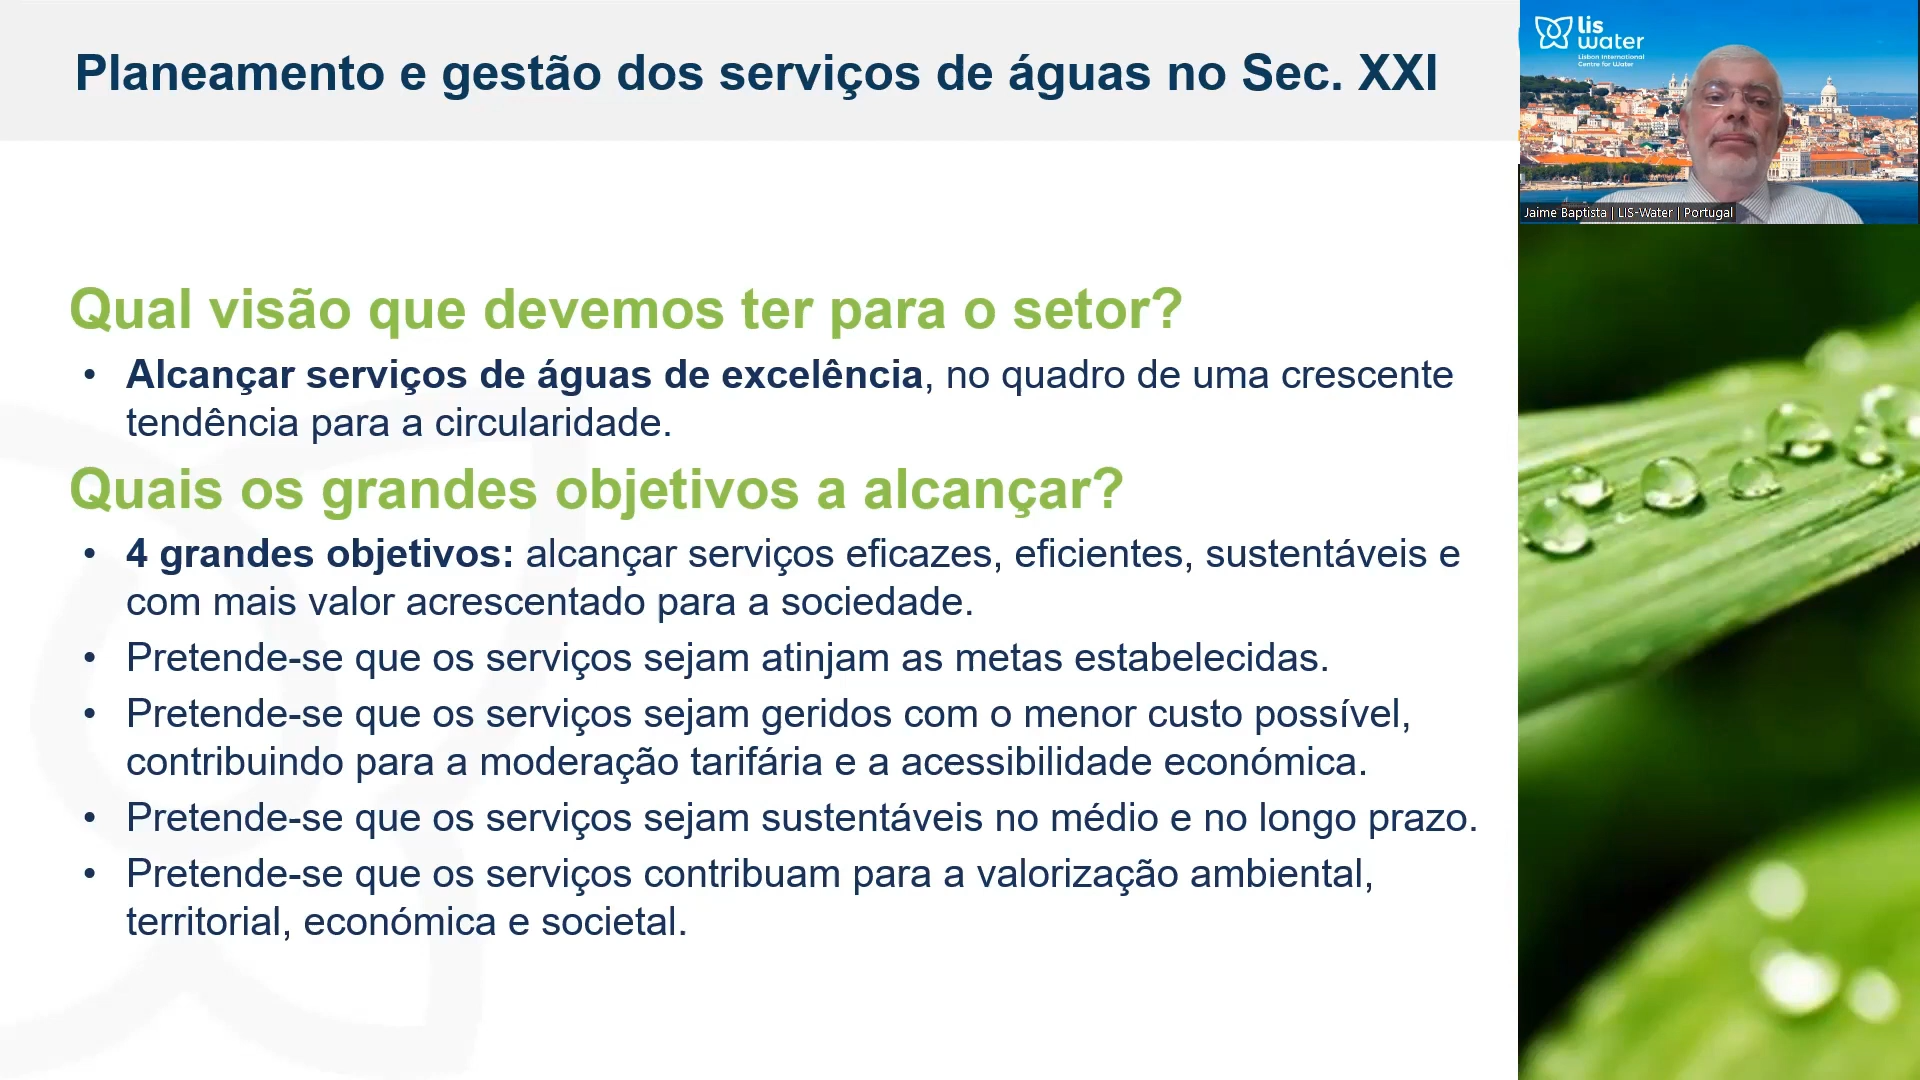 Planeamento e gestão dos serviços de águas no Sec. XXI
lis
water
Lisbon International
Centre for Water
Jaime Baptista | LIS-Water | Portugal
Qual visão que devemos ter para o setor?
• Alcançar serviços de águas de excelência, no quadro de uma crescente
tendência para a circularidade.
Quais os grandes objetivos a alcançar?
• 4 grandes objetivos: alcançar serviços eficazes, eficientes, sustentáveis e
com mais valor acrescentado para a sociedade.
• Pretende-se que os serviços sejam atinjam as metas estabelecidas.
• Pretende-se que os serviços sejam geridos com o menor custo possível,
contribuindo para a moderação tarifária e a acessibilidade económica.
• Pretende-se que os serviços sejam sustentáveis no médio e no longo prazo.
• Pretende-se que os serviços contribuam para a valorização ambiental,
territorial, económica e societal.